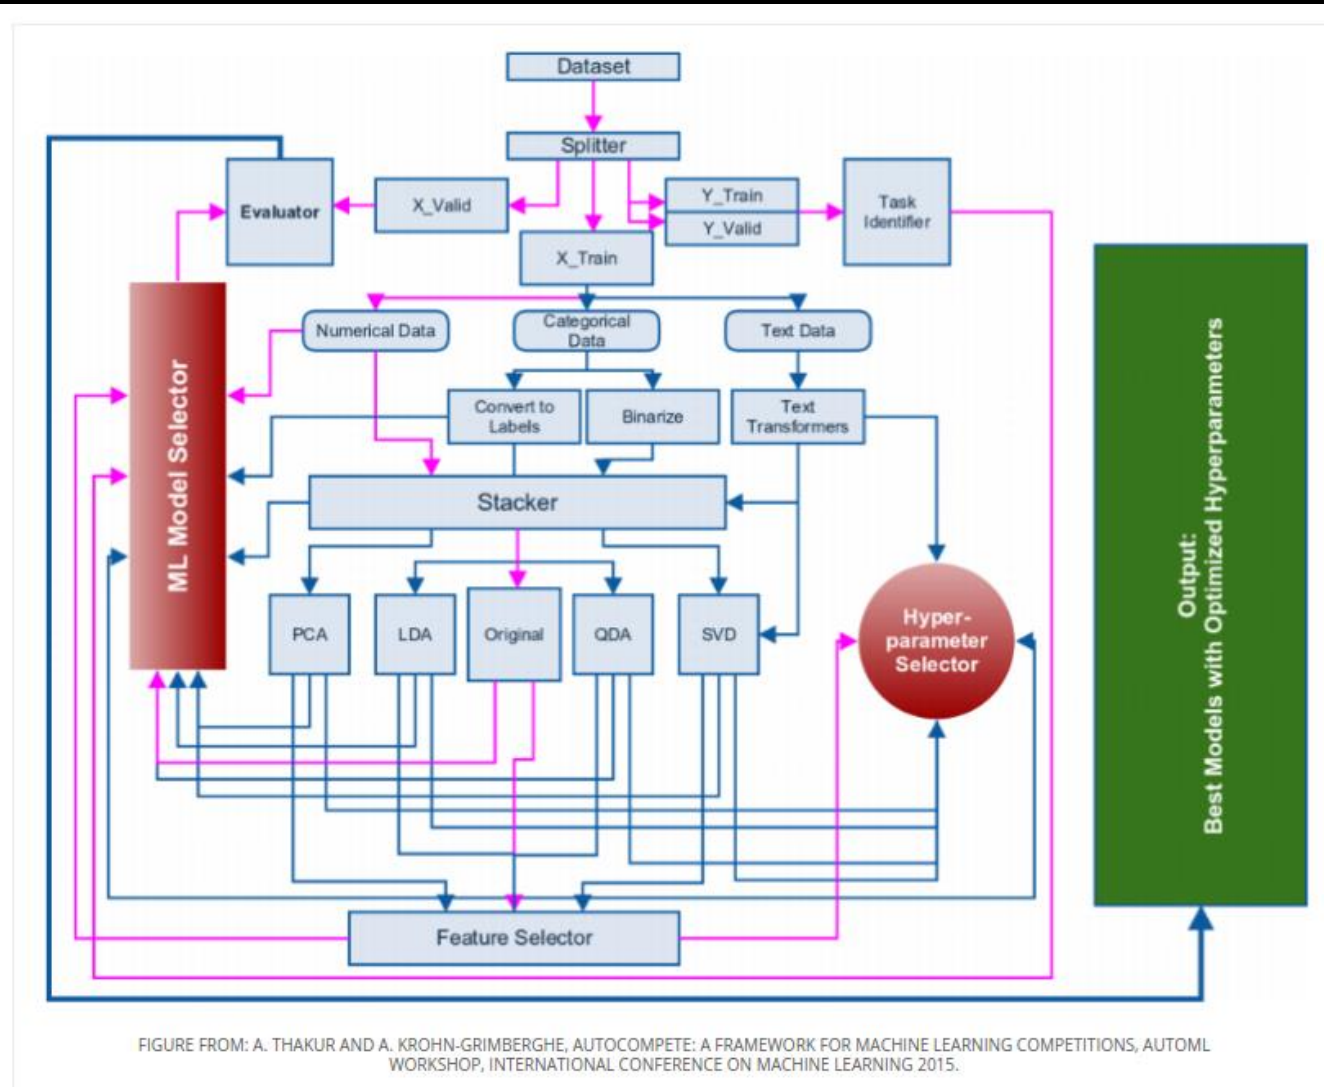 Dataset
Splitter
Evaluator
X_Valid
Y_Train
Y_Valid
Task
Identifier
X_Train
Numerical Data
Categorical
Data
Text Data
Convert to
Labels
Binarize
Text
Transformers
ML Model Selector
Stacker
PCA
LDA
Original
QDA
SVD
Hyper-
parameter
Selector
Output:
Best Models with Optimized Hyperparameters
Feature Selector
FIGURE FROM: A. THAKUR AND A. KROHN-GRIMBERGHE, AUTOCOMPETE: A FRAMEWORK FOR MACHINE LEARNING COMPETITIONS, AUTOML
WORKSHOP, INTERNATIONAL CONFERENCE ON MACHINE LEARNING 2015.